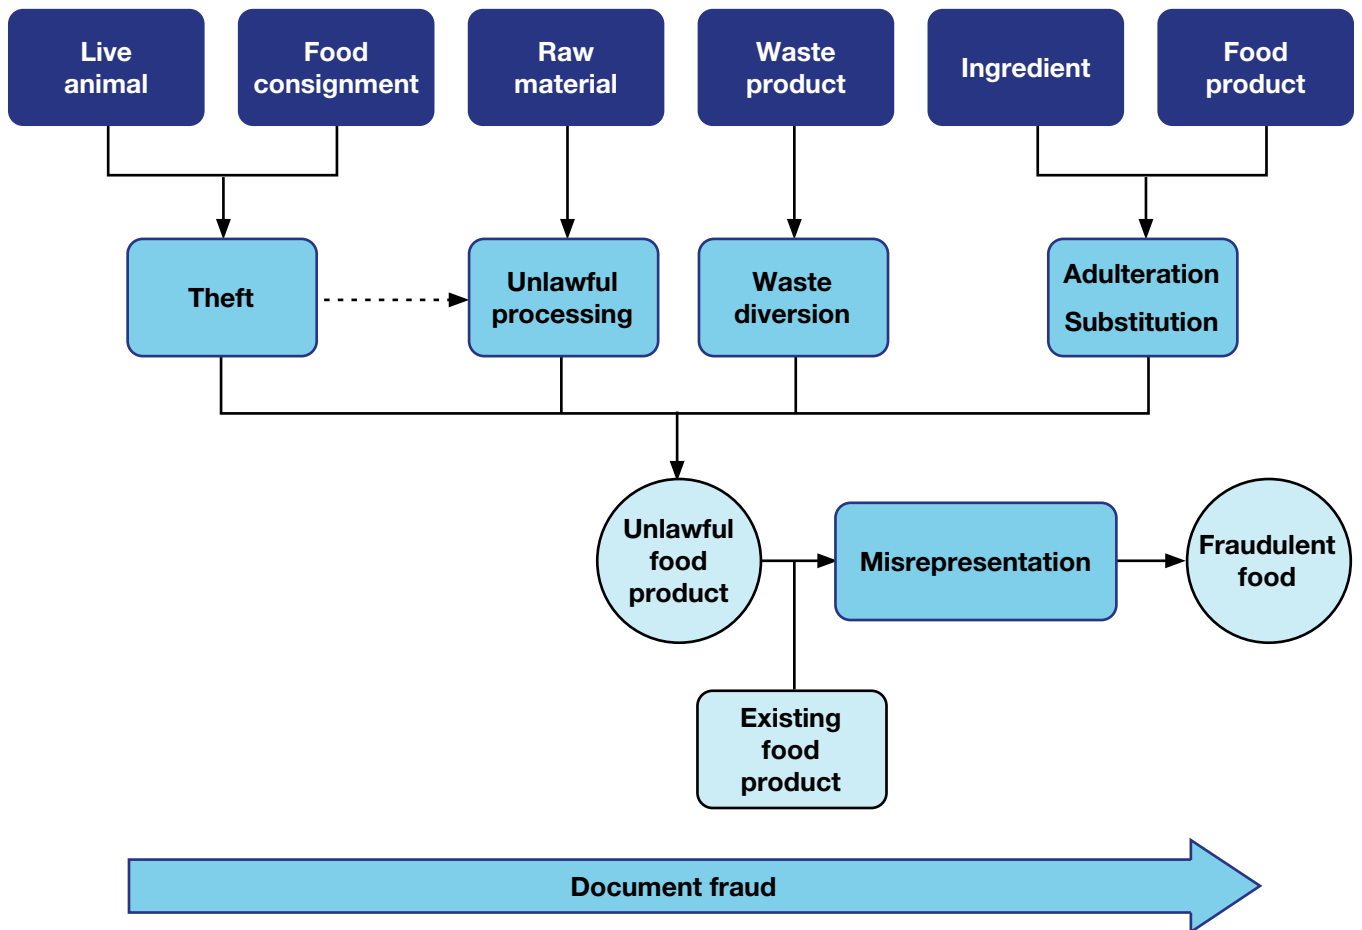 Live
animal
Food
consignment
Raw
material
Waste
product
Ingredient
Food
product
Theft
Unlawful
processing
Waste
diversion
Adulteration
Substitution
Unlawful
food
product
Misrepresentation
Fraudulent
food
Existing
food
product
Document fraud